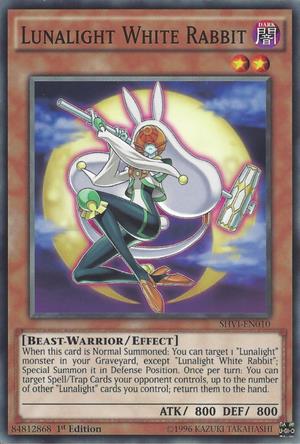 LUNALIGHT WHITE RABBIT
DARK
闇
SHVI-EN010
[BEAST-WARRIOR/EFFECT]
When this card is Normal Summoned: You can target 1 "Lunalight"
monster in your Graveyard, except "Lunalight White Rabbit";
Special Summon it in Defense Position. Once per turn: You can
target Spell/Trap Cards your opponent controls, up to the number
of other "Lunalight" cards you control; return them to the hand.
ATK/ 800 DEF/ 800
84812868 1st Edition ©1996 KAZUKI TAKAHASHI